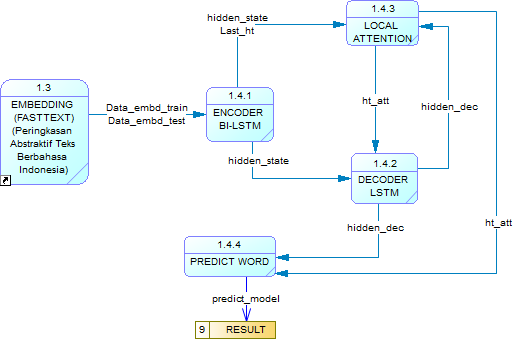 hidden_state
Last_ht
1.4.3
LOCAL
ATTENTION
1.3
EMBEDDING
(FASTTEXT)
(Peringkasan
Abstraktif Teks
Berbahasa
Indonesia)
Data_embd_train
Data_embd_test
1.4.1
ENCODER
BI-LSTM
ht_att
hidden_dec
hidden_state
1.4.2
DECODER
LSTM
hidden_dec
ht_att
1.4.4
PREDICT WORD
predict_model
9 RESULT